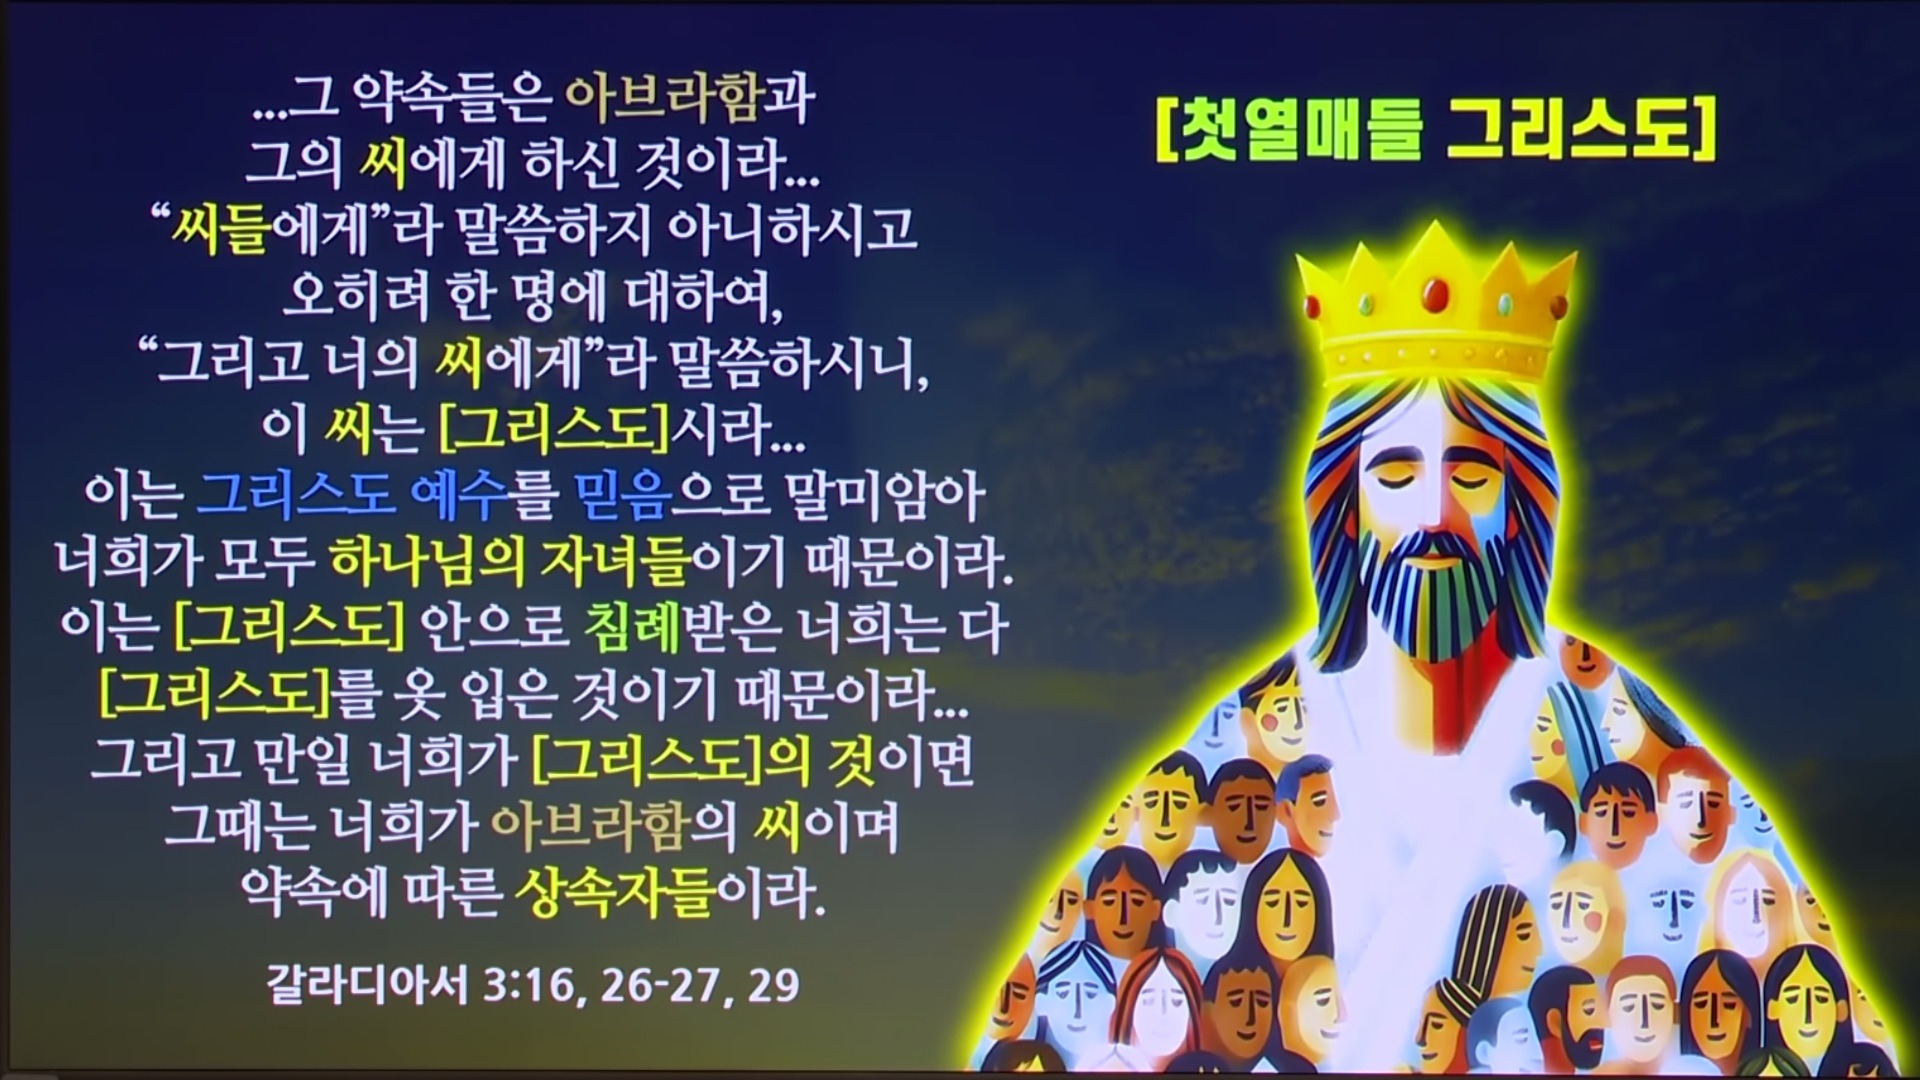 ...그 약속들은 아브라함과
그의 씨에게 하신 것이라...
“씨들에게”라 말씀하지 아니하시고
오히려 한 명에 대하여,
“그리고 너의 씨에게”라 말씀하시니,
이 씨는 [그리스도]시라...
이는 그리스도 예수를 믿음으로 말미암아
너희가 모두 하나님의 자녀들이기 때문이라.
이는 [그리스도] 안으로 침례받은 너희는 다
[그리스도]를 옷 입은 것이기 때문이라...
그리고 만일 너희가 [그리스도]의 것이면
그때는 너희가 아브라함의 씨이며
약속에 따른 상속자들이라.
갈라디아서 3:16, 26-27, 29
[첫열매들 그리스도]